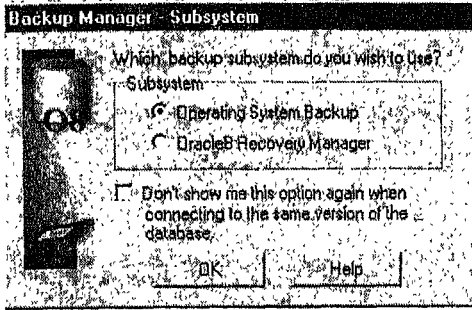 Backup Manager - Subsystem
Which backup subsystem do you wish to use?
Subsystem
Operating System Backup
Oracle8 Recovery Manager
O8
Don't show me this option again when
connecting to the same version of the
database.
OK
Help